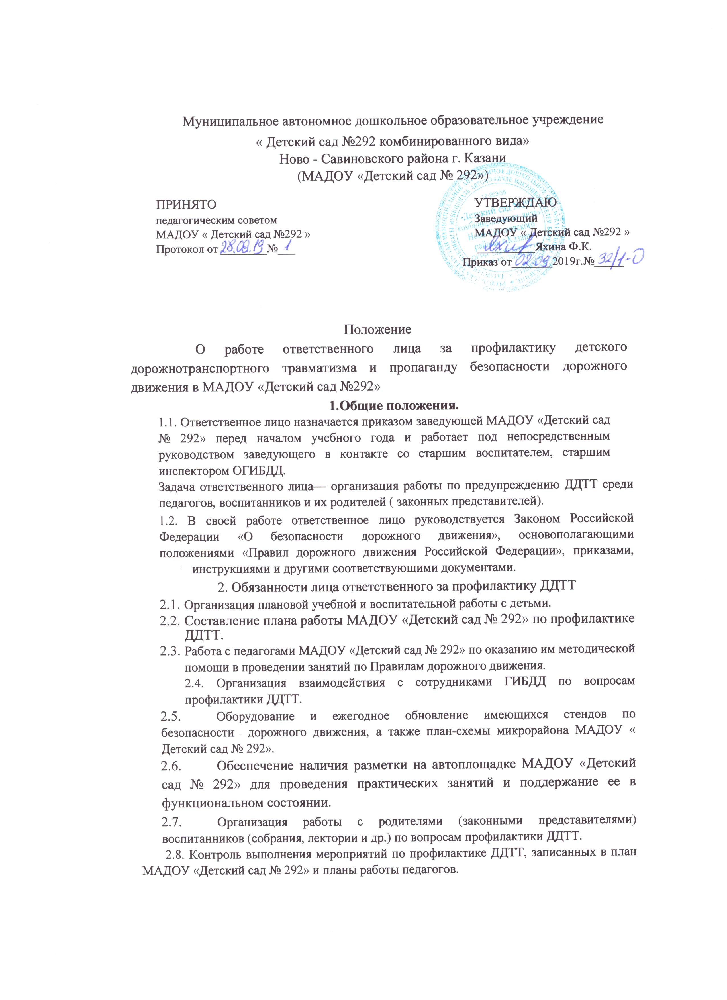 Муниципальное автономное дошкольное образовательное учреждение
« Детский сад №292 комбинированного вида»
Ново - Савиновского района г. Казани
(МАДОУ «Детский сад № 292»)
ПРИНЯТО
педагогическим советом
МАДОУ « Детский сад №292 »
Протокол от 28.09.19 № 1
УТВЕРЖДАЮ
Заведующий
МАДОУ « Детский сад №292 »
Яхина Ф.К.
Приказ от 02.09 2019г.№ 32/1-О
12-203/35
«Детский сад №292
комбинированного вида»
Ново-Савиновского
района г.Казани
Положение
О работе ответственного лица за профилактику детского
дорожнотранспортного травматизма и пропаганду безопасности дорожного
движения в МАДОУ «Детский сад №292»
1.Общие положения.
1.1. Ответственное лицо назначается приказом заведующей МАДОУ «Детский сад
№ 292» перед началом учебного года и работает под непосредственным
руководством заведующего в контакте со старшим воспитателем, старшим
инспектором ОГИБДД.
Задача ответственного лица— организация работы по предупреждению ДДТТ среди
педагогов, воспитанников и их родителей ( законных представителей).
1.2. В своей работе ответственное лицо руководствуется Законом Российской
Федерации «О безопасности дорожного движения», основополагающими
положениями «Правил дорожного движения Российской Федерации», приказами,
инструкциями и другими соответствующими документами.
2. Обязанности лица ответственного за профилактику ДДТТ
2.1. Организация плановой учебной и воспитательной работы с детьми.
2.2. Составление плана работы МАДОУ «Детский сад № 292» по профилактике
ДДТТ.
2.3. Работа с педагогами МАДОУ «Детский сад № 292» по оказанию им методической
помощи в проведении занятий по Правилам дорожного движения.
2.4. Организация взаимодействия с сотрудниками ГИБДД по вопросам
профилактики ДДТТ.
2.5. Оборудование и ежегодное обновление имеющихся стендов по
безопасности дорожного движения, а также план-схемы микрорайона МАДОУ «
Детский сад № 292».
2.6. Обеспечение наличия разметки на автоплощадке МАДОУ «Детский
сад № 292» для проведения практических занятий и поддержание ее в
функциональном состоянии.
2.7. Организация работы с родителями (законными представителями)
воспитанников (собрания, лектории и др.) по вопросам профилактики ДДТТ.
2.8. Контроль выполнения мероприятий по профилактике ДДТТ, записанных в план
МАДОУ «Детский сад № 292» и планы работы педагогов.